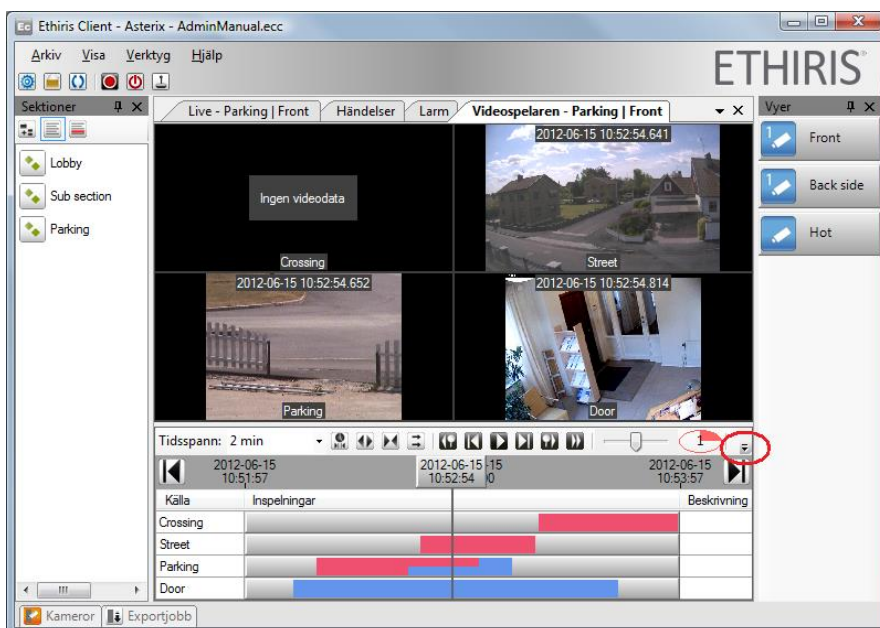 Ethiris Client - Asterix - AdminManual.ecc
Arkiv Visa Verktyg Hjälp
ETHIRIS
Sektioner
Live - Parking | Front
Händelser
Larm
Videospelaren - Parking | Front
Vyer
Lobby
Sub section
Parking
Ingen videodata
Crossing
2012-06-15 10:52:54.641
Street
2012-06-15 10:52:54.652
Parking
2012-06-15 10:52:54.814
Door
1 Front
1 Back side
Hot
Tidsspann: 2 min
1
2012-06-15
10:51:57
2012-06-15
10:52:54
2012-06-15
10:53:57
Källa Inspelningar Beskrivning
Crossing
Street
Parking
Door
Kameror Exportjobb